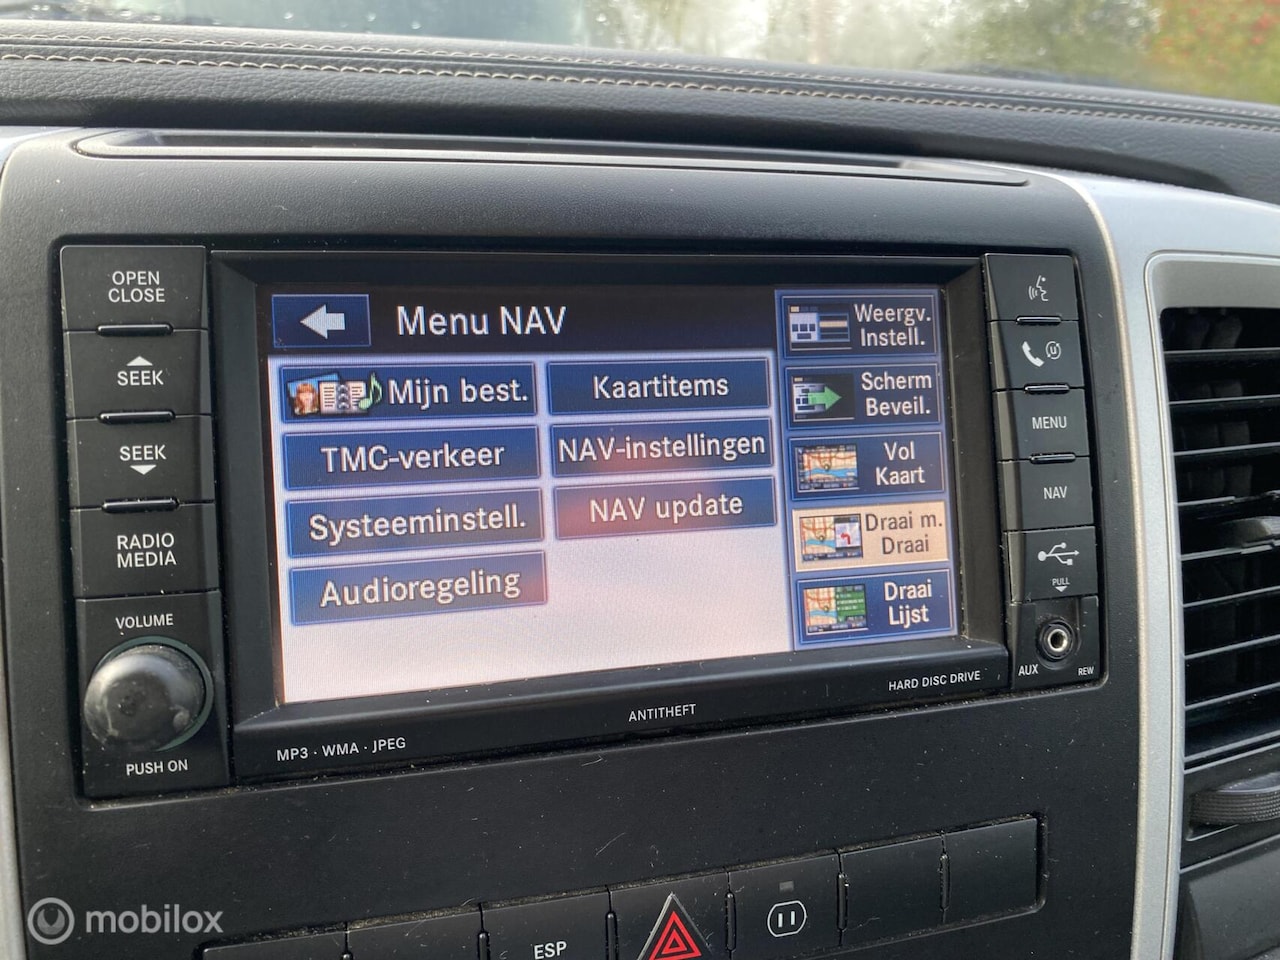 OPEN
CLOSE
SEEK
SEEK
RADIO
MEDIA
VOLUME
PUSH ON
Menu NAV
Mijn best.
Kaartitems
TMC-verkeer
NAV-instellingen
Systeeminstell.
NAV update
Audioregeling
Weergv.
Instell.
Scherm
Beveil.
Vol
Kaart
Draai m.
Draai
Draai
Lijst
MENU
NAV
PULL
AUX
REW
HARD DISC DRIVE
ANTITHEFT
MP3 · WMA · JPEG
ESP
mobilox